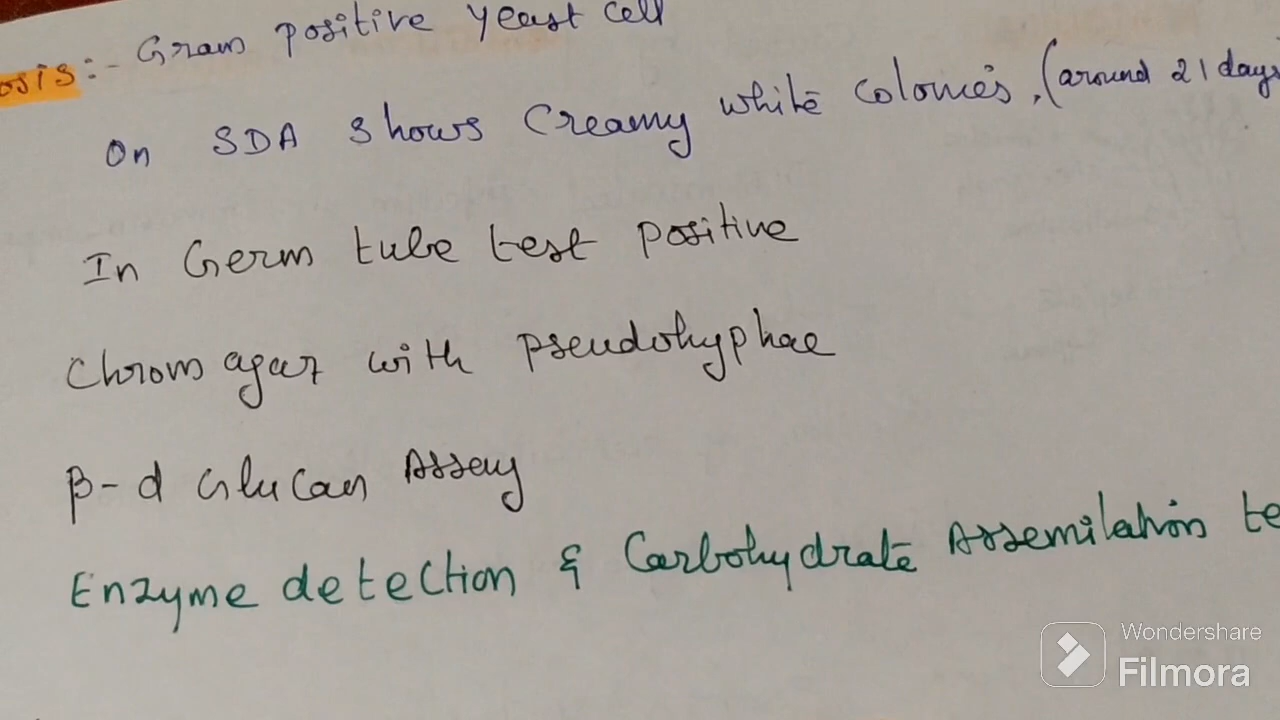 osis:- Gram positive yeast cell
On SDA shows Creamy white colonies, (around 21 days
In Germ tube test positive
Chrom agar with pseudohyphae
β-d Glucan Assay
Enzyme detection & Carbohydrate Assemilation te
Wondershare
Filmora